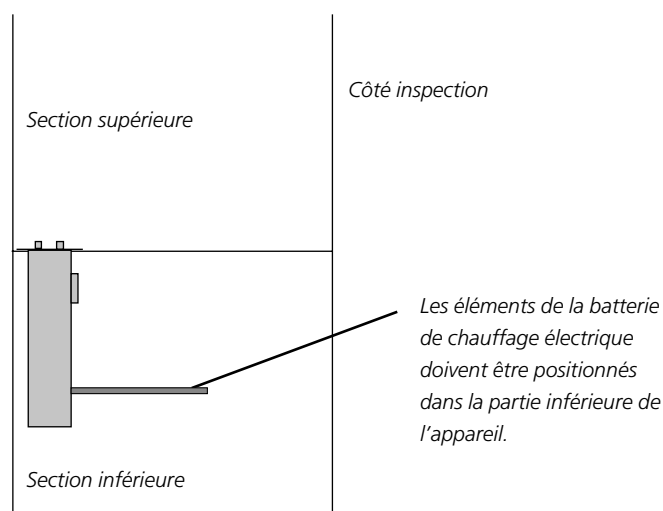 Côté inspection
Section supérieure
Les éléments de la batterie
de chauffage électrique
doivent être positionnés
dans la partie inférieure de
l’appareil.
Section inférieure